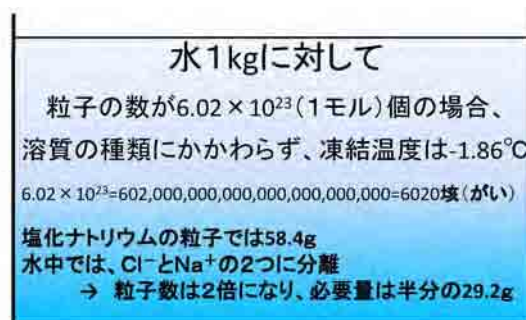 水1kgに対して
粒子の数が6.02×10²³(1モル)個の場合、
溶質の種類にかかわらず、凍結温度は-1.86℃
6.02×10²³=602,000,000,000,000,000,000,000=6020垓(がい)
塩化ナトリウムの粒子では58.4g
水中では、Cl⁻とNa⁺の2つに分離
→ 粒子数は2倍になり、必要量は半分の29.2g